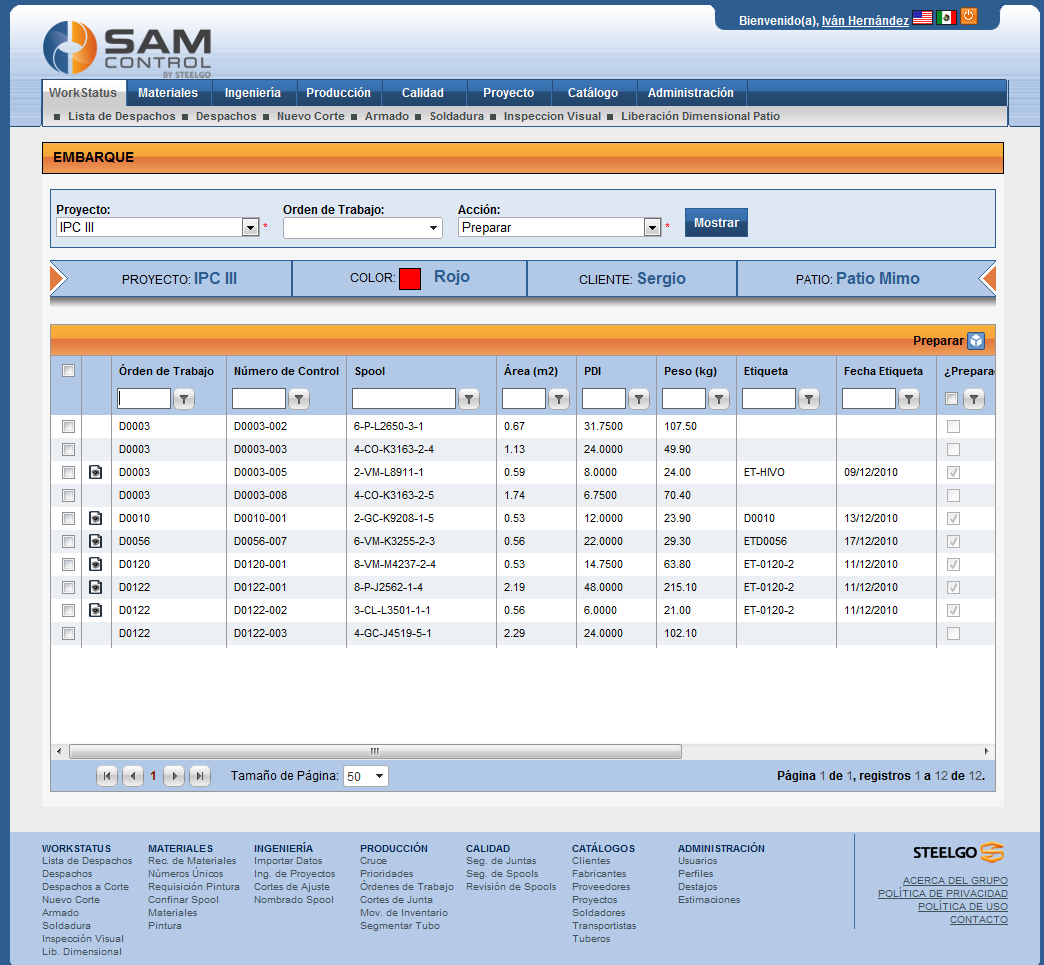 Bienvenido(a), Iván Hernández
SAM
CONTROL
BY STEELGO
WorkStatus Materiales Ingeniería Producción Calidad Proyecto Catálogo Administración
Lista de Despachos Despachos Nuevo Corte Armado Soldadura Inspeccion Visual Liberación Dimensional Patio
EMBARQUE
Proyecto: Orden de Trabajo: Acción:
IPC III * Preparar * Mostrar
PROYECTO: IPC III COLOR: Rojo CLIENTE: Sergio PATIO: Patio Mimo
Preparar
Órden de Trabajo Número de Control Spool Área (m2) PDI Peso (kg) Etiqueta Fecha Etiqueta ¿Prepara
D0003 D0003-002 6-P-L2650-3-1 0.67 31.7500 107.50
D0003 D0003-003 4-CO-K3163-2-4 1.13 24.0000 49.90
D0003 D0003-005 2-VM-L8911-1 0.59 8.0000 24.00 ET-HIVO 09/12/2010
D0003 D0003-008 4-CO-K3163-2-5 1.74 6.7500 70.40
D0010 D0010-001 2-GC-K9208-1-5 0.53 12.0000 23.90 D0010 13/12/2010
D0056 D0056-007 6-VM-K3255-2-3 0.56 22.0000 29.30 ETD0056 17/12/2010
D0120 D0120-001 8-VM-M4237-2-4 0.53 14.7500 63.80 ET-0120-2 11/12/2010
D0122 D0122-001 8-P-J2562-1-4 2.19 48.0000 215.10 ET-0120-2 11/12/2010
D0122 D0122-002 3-CL-L3501-1-1 0.56 6.0000 21.00 ET-0120-2 11/12/2010
D0122 D0122-003 4-GC-J4519-5-1 2.29 24.0000 102.10
1 Tamaño de Página: 50 Página 1 de 1, registros 1 a 12 de 12.
WORKSTATUS MATERIALES INGENIERÍA PRODUCCIÓN CALIDAD CATÁLOGOS ADMINISTRACIÓN
Lista de Despachos Rec. de Materiales Importar Datos Cruce Seg. de Juntas Clientes Usuarios
Despachos Números Únicos Ing. de Proyectos Prioridades Seg. de Spools Fabricantes Perfiles
Despachos a Corte Requisición Pintura Cortes de Ajuste Órdenes de Trabajo Revisión de Spools Proveedores Destajos
Nuevo Corte Confinar Spool Nombrado Spool Cortes de Junta Proyectos Estimaciones
Armado Materiales Mov. de Inventario Soldadores
Soldadura Pintura Segmentar Tubo Transportistas
Inspección Visual Tuberos
Lib. Dimensional
STEELGO
ACERCA DEL GRUPO
POLÍTICA DE PRIVACIDAD
POLÍTICA DE USO
CONTACTO